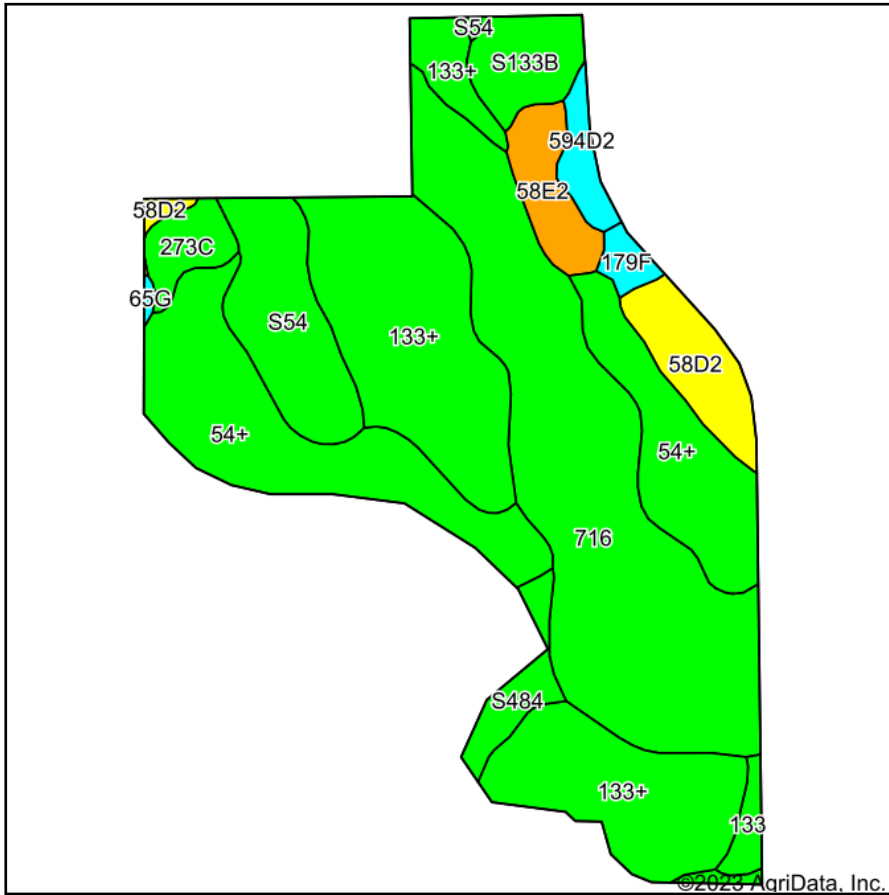 S54
S133B
133+
594D2
58E2
58D2
273C
179F
65G
S54
133+
58D2
54+
54+
716
S484
133+
133
©2023 AgriData, Inc.